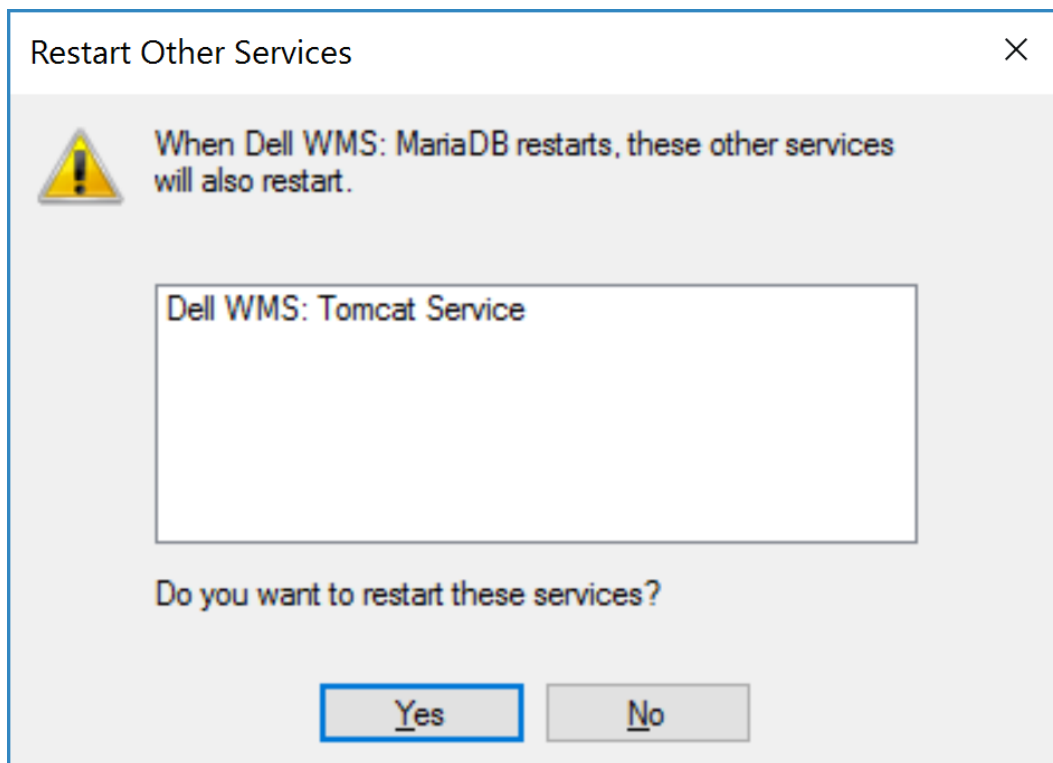 Restart Other Services
When Dell WMS: MariaDB restarts, these other services
will also restart.
Dell WMS: Tomcat Service
Do you want to restart these services?
Yes
No